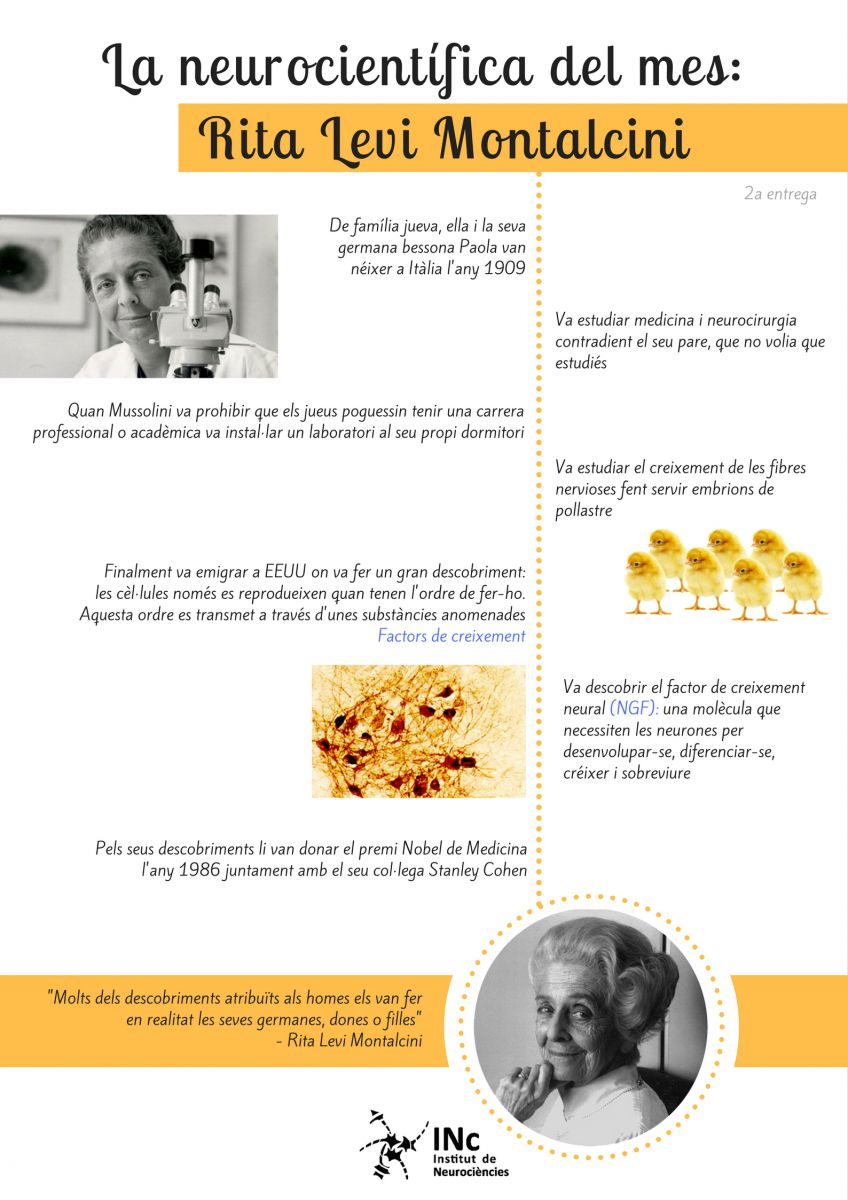 La neurocientífica del mes:
Rita Levi Montalcini
2a entrega
De família jueva, ella i la seva
germana bessona Paola van
néixer a Itàlia l'any 1909
Va estudiar medicina i neurocirurgia
contradient el seu pare, que no volia que
estudiés
Quan Mussolini va prohibir que els jueus poguessin tenir una carrera
professional o acadèmica va instal·lar un laboratori al seu propi dormitori
Va estudiar el creixement de les fibres
nervioses fent servir embrions de
pollastre
Finalment va emigrar a EEUU on va fer un gran descobriment:
les cèl·lules només es reprodueixen quan tenen l'ordre de fer-ho.
Aquesta ordre es transmet a través d'unes substàncies anomenades
Factors de creixement
Va descobrir el factor de creixement
neural (NGF): una molècula que
necessiten les neurones per
desenvolupar-se, diferenciar-se,
créixer i sobreviure
Pels seus descobriments li van donar el premi Nobel de Medicina
l'any 1986 juntament amb el seu col·lega Stanley Cohen
"Molts dels descobriments atribuïts als homes els van fer
en realitat les seves germanes, dones o filles"
- Rita Levi Montalcini
INc
Institut de
Neurociències